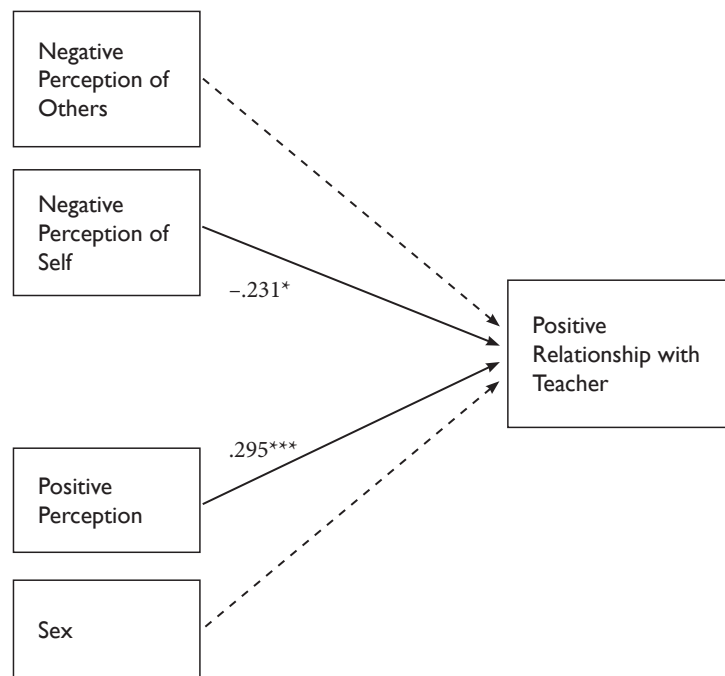 Negative
Perception of
Others
Negative
Perception of
Self
–.231*
Positive
Relationship with
Teacher
.295***
Positive
Perception
Sex